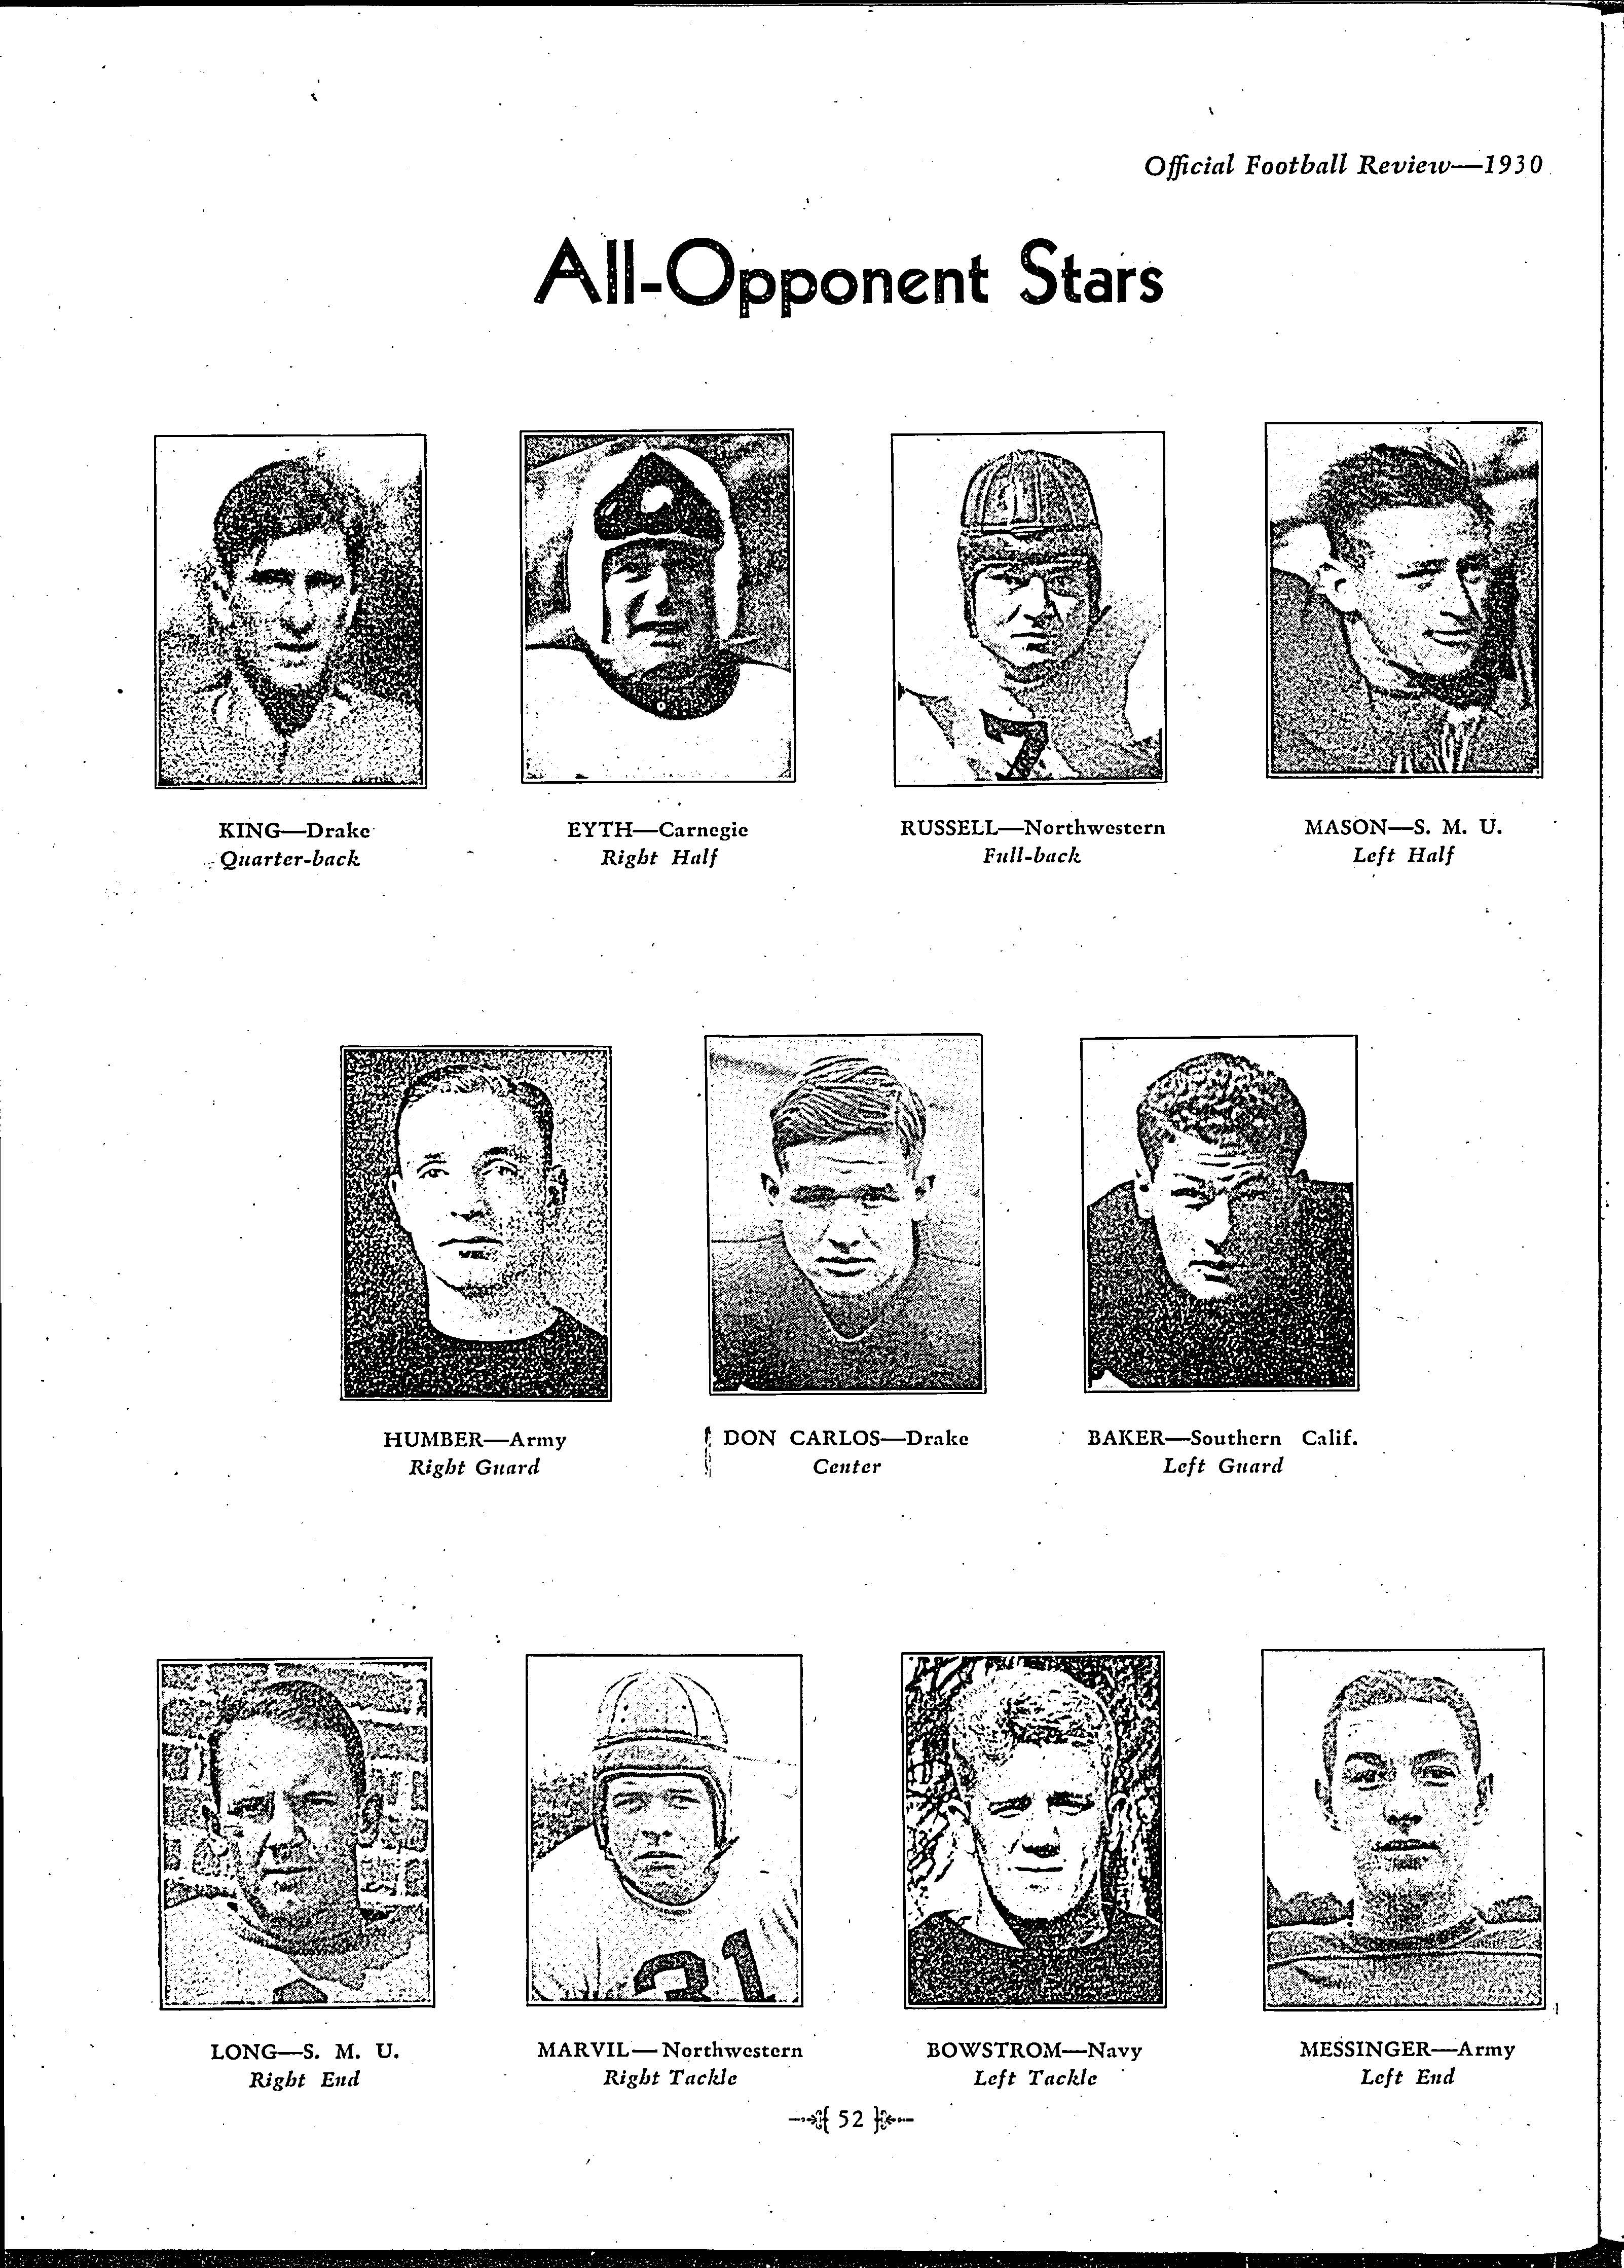 Official Football Review—1930
All-Opponent Stars
7
KING—Drake
Quarter-back
EYTH—Carnegie
Right Half
RUSSELL—Northwestern
Full-back
MASON—S. M. U.
Left Half
HUMBER—Army
Right Guard
DON CARLOS—Drake
Center
BAKER—Southern Calif.
Left Guard
31
LONG—S. M. U.
Right End
MARVIL—Northwestern
Right Tackle
BOWSTROM—Navy
Left Tackle
MESSINGER—Army
Left End
52